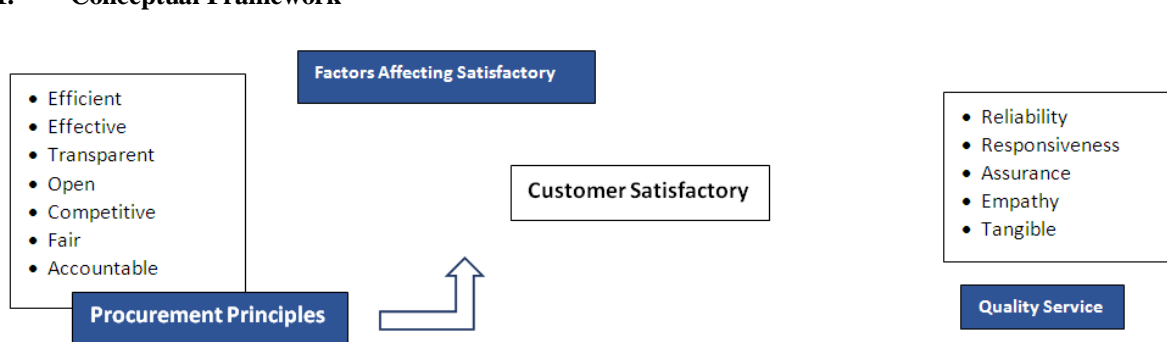 Conceptual Framework
Factors Affecting Satisfactory
• Efficient
• Effective
• Transparent
• Open
• Competitive
• Fair
• Accountable
Procurement Principles
Customer Satisfactory
• Reliability
• Responsiveness
• Assurance
• Empathy
• Tangible
Quality Service